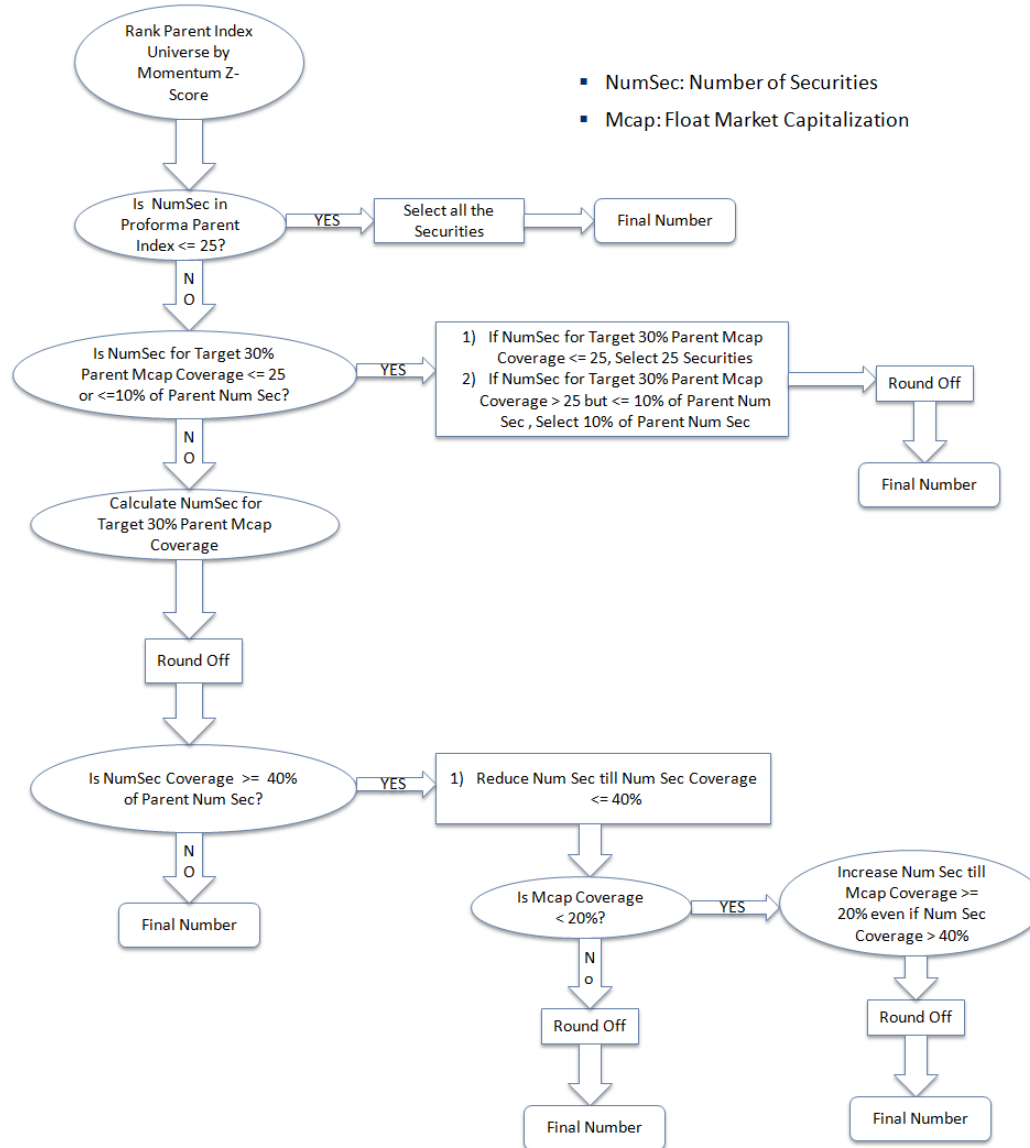 Rank Parent Index
Universe by
Momentum Z-
Score
▪ NumSec: Number of Securities
▪ Mcap: Float Market Capitalization
Is NumSec in
Proforma Parent
Index <= 25?
YES
Select all the
Securities
Final Number
N
O
Is NumSec for Target 30%
Parent Mcap Coverage <= 25
or <=10% of Parent Num Sec?
YES
1) If NumSec for Target 30% Parent Mcap
Coverage <= 25, Select 25 Securities
2) If NumSec for Target 30% Parent Mcap
Coverage > 25 but <= 10% of Parent Num
Sec , Select 10% of Parent Num Sec
Round Off
Final Number
N
O
Calculate NumSec for
Target 30% Parent Mcap
Coverage
Round Off
Is NumSec Coverage >= 40%
of Parent Num Sec?
YES
1) Reduce Num Sec till Num Sec Coverage
<= 40%
N
O
Final Number
Is Mcap Coverage
< 20%?
YES
Increase Num Sec till
Mcap Coverage >=
20% even if Num Sec
Coverage > 40%
N
o
Round Off
Final Number
Round Off
Final Number